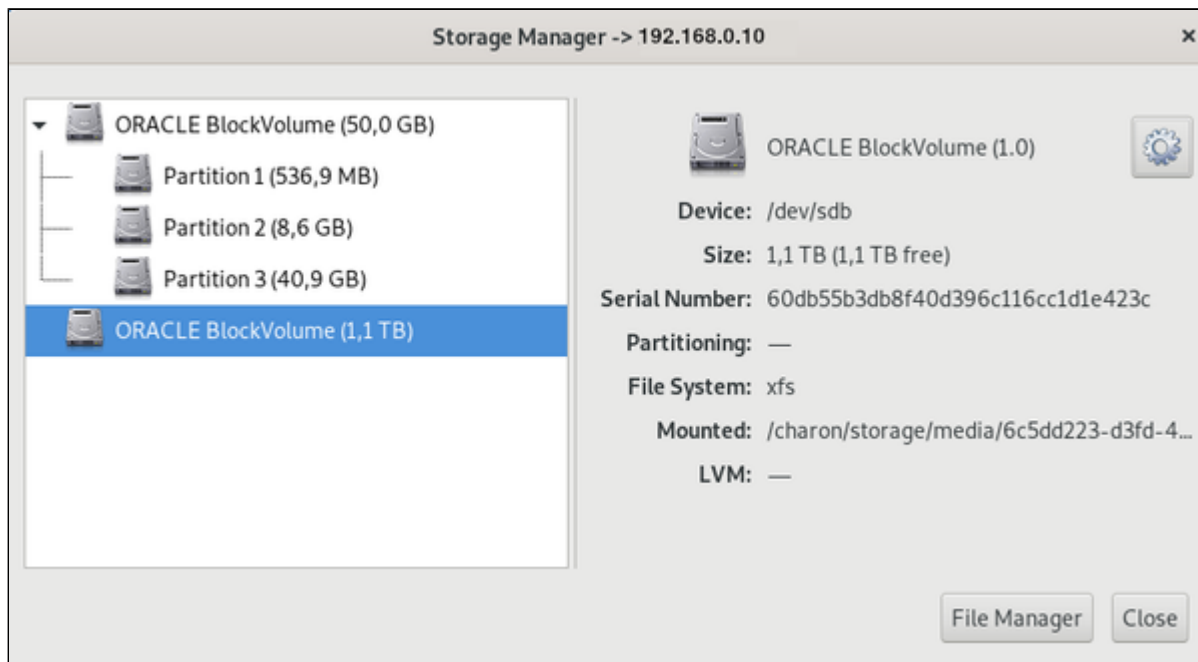 Storage Manager -> 192.168.0.10
×
ORACLE BlockVolume (50,0 GB)
Partition 1 (536,9 MB)
Partition 2 (8,6 GB)
Partition 3 (40,9 GB)
ORACLE BlockVolume (1,1 TB)
ORACLE BlockVolume (1.0)
Device: /dev/sdb
Size: 1,1 TB (1,1 TB free)
Serial Number: 60db55b3db8f40d396c116cc1d1e423c
Partitioning: —
File System: xfs
Mounted: /charon/storage/media/6c5dd223-d3fd-4...
LVM: —
File Manager
Close